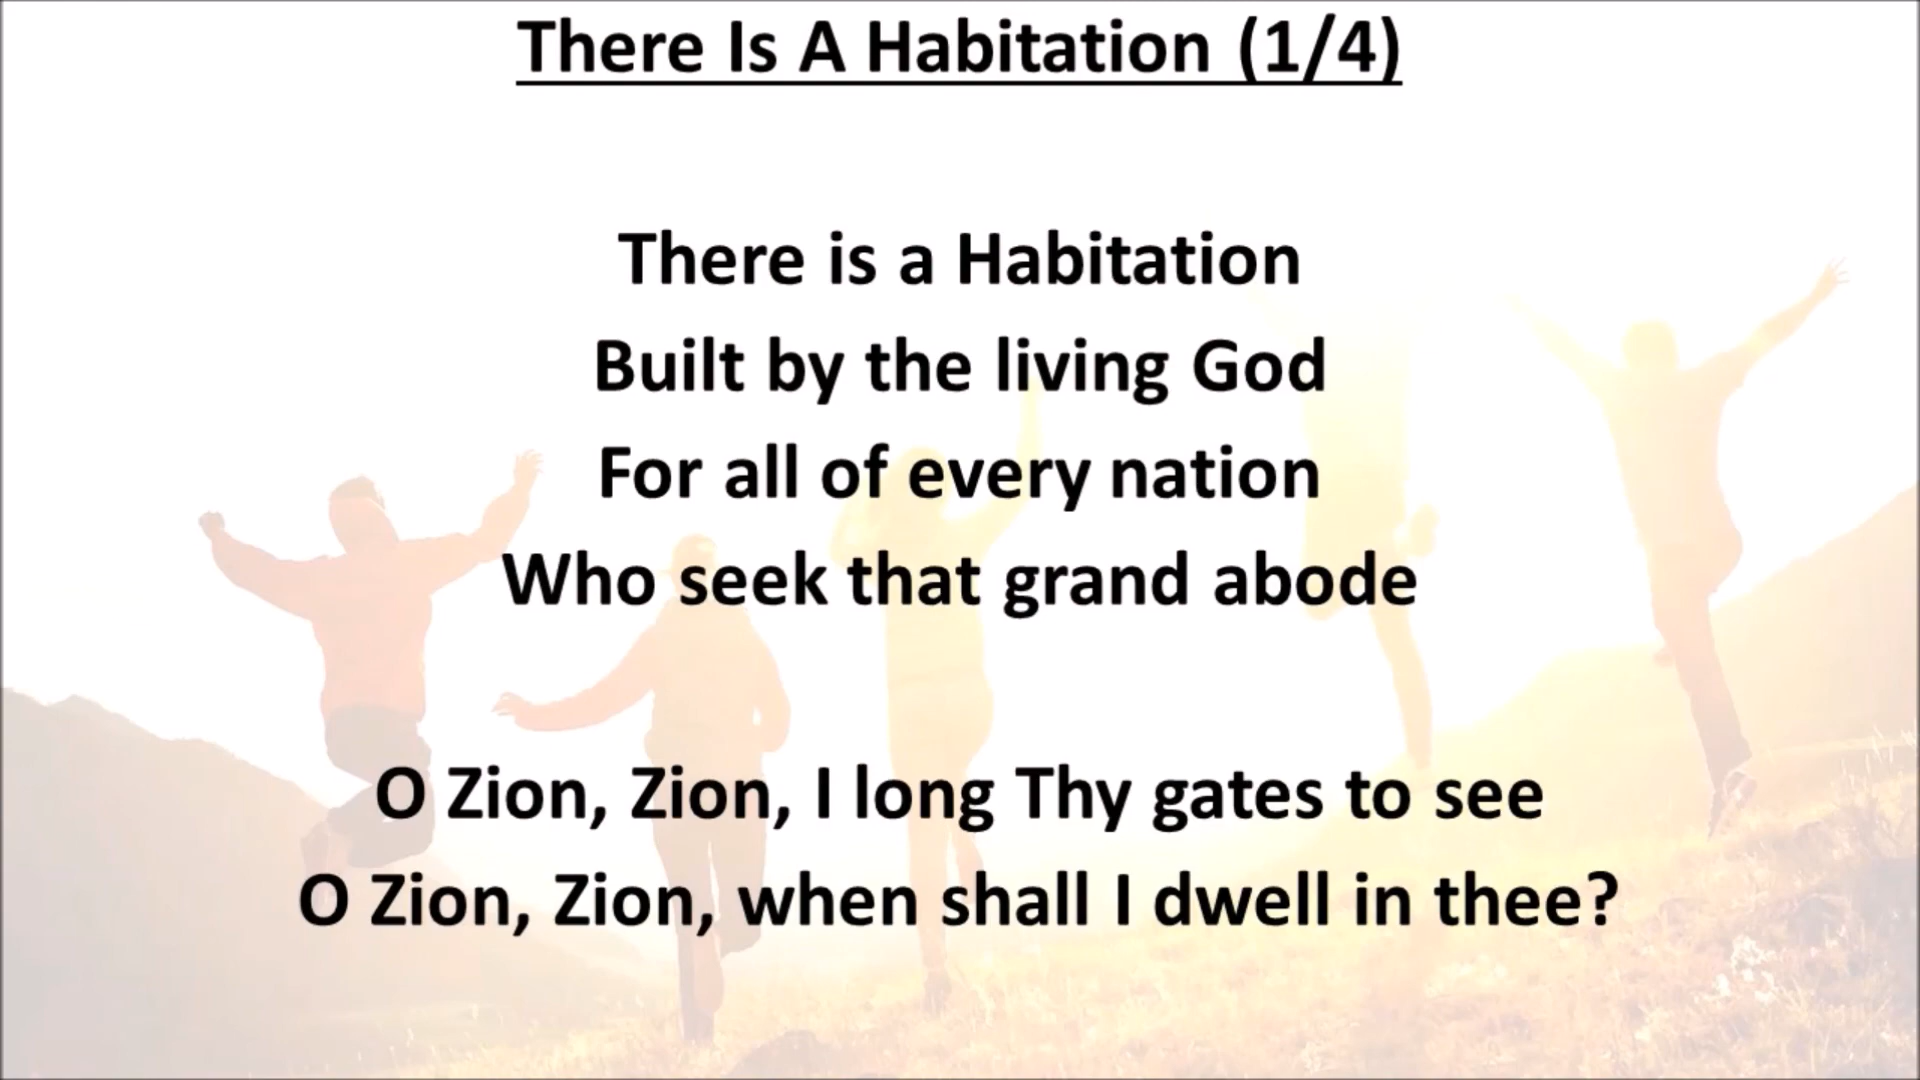 There Is A Habitation (1/4)
There is a Habitation
Built by the living God
For all of every nation
Who seek that grand abode
O Zion, Zion, I long Thy gates to see
O Zion, Zion, when shall I dwell in thee?